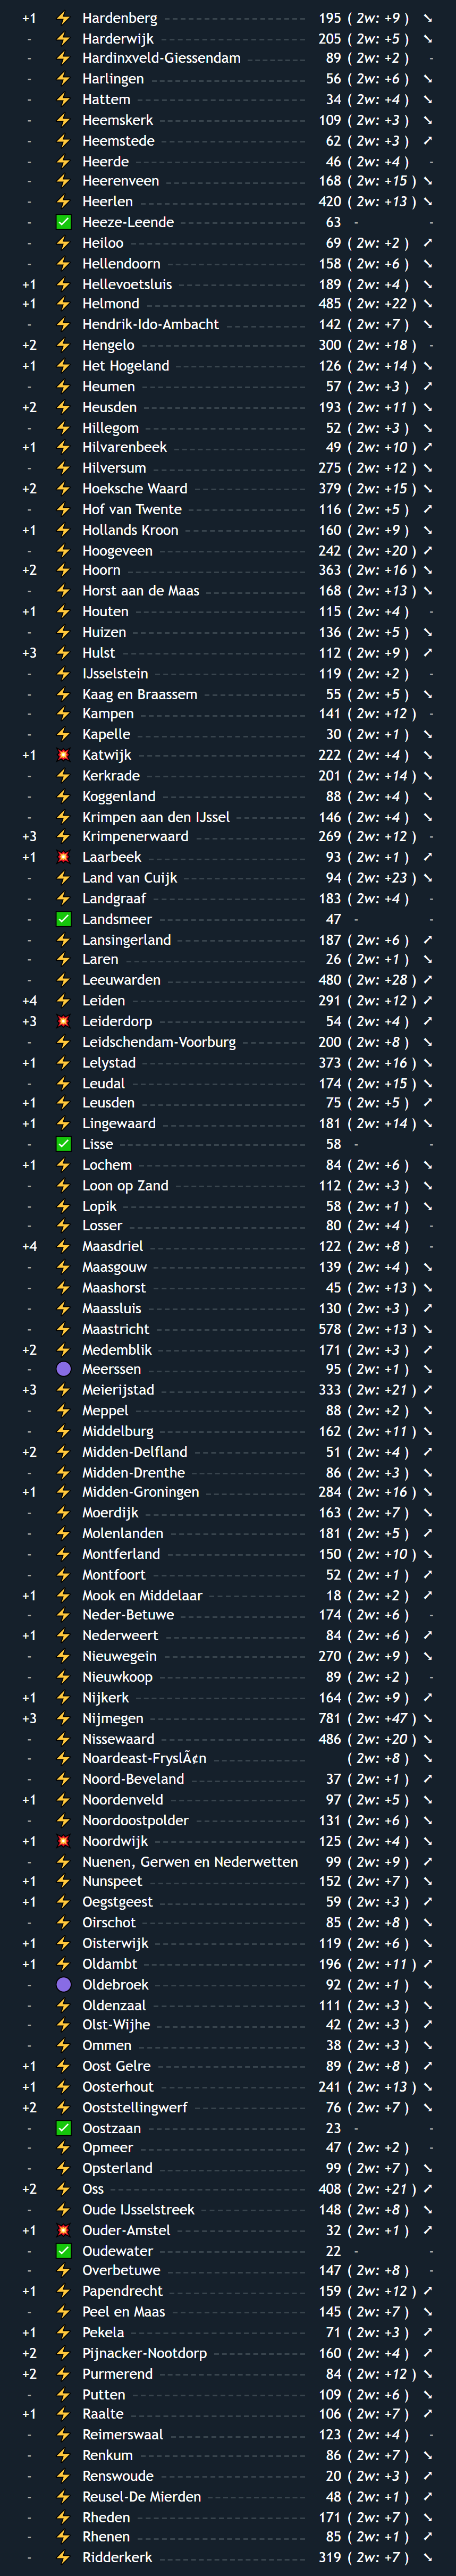 +1 ⚡ Hardenberg 195 ( 2w: +9 ) ↘
- ⚡ Harderwijk 205 ( 2w: +5 ) ↘
- ⚡ Hardinxveld-Giessendam 89 ( 2w: +2 ) -
- ⚡ Harlingen 56 ( 2w: +6 ) ↘
- ⚡ Hattem 34 ( 2w: +4 ) ↘
- ⚡ Heemskerk 109 ( 2w: +3 ) ↘
- ⚡ Heemstede 62 ( 2w: +3 ) ↗
- ⚡ Heerde 46 ( 2w: +4 ) -
- ⚡ Heerenveen 168 ( 2w: +15 ) ↘
- ⚡ Heerlen 420 ( 2w: +13 ) ↘
- ✅ Heeze-Leende 63 - -
- ⚡ Heiloo 69 ( 2w: +2 ) ↗
- ⚡ Hellendoorn 158 ( 2w: +6 ) ↘
+1 ⚡ Hellevoetsluis 189 ( 2w: +4 ) ↘
+1 ⚡ Helmond 485 ( 2w: +22 ) ↘
- ⚡ Hendrik-Ido-Ambacht 142 ( 2w: +7 ) ↘
+2 ⚡ Hengelo 300 ( 2w: +18 ) -
+1 ⚡ Het Hogeland 126 ( 2w: +14 ) ↘
- ⚡ Heumen 57 ( 2w: +3 ) ↗
+2 ⚡ Heusden 193 ( 2w: +11 ) ↘
- ⚡ Hillegom 52 ( 2w: +3 ) ↘
+1 ⚡ Hilvarenbeek 49 ( 2w: +10 ) ↗
- ⚡ Hilversum 275 ( 2w: +12 ) ↘
+2 ⚡ Hoeksche Waard 379 ( 2w: +15 ) ↘
- ⚡ Hof van Twente 116 ( 2w: +5 ) ↗
+1 ⚡ Hollands Kroon 160 ( 2w: +9 ) ↘
- ⚡ Hoogeveen 242 ( 2w: +20 ) ↗
+2 ⚡ Hoorn 363 ( 2w: +16 ) ↘
- ⚡ Horst aan de Maas 168 ( 2w: +13 ) ↘
+1 ⚡ Houten 115 ( 2w: +4 ) -
- ⚡ Huizen 136 ( 2w: +5 ) ↘
+3 ⚡ Hulst 112 ( 2w: +9 ) ↗
- ⚡ IJsselstein 119 ( 2w: +2 ) -
- ⚡ Kaag en Braassem 55 ( 2w: +5 ) ↘
- ⚡ Kampen 141 ( 2w: +12 ) -
- ⚡ Kapelle 30 ( 2w: +1 ) ↘
+1 💥 Katwijk 222 ( 2w: +4 ) ↘
- ⚡ Kerkrade 201 ( 2w: +14 ) ↘
- ⚡ Koggenland 88 ( 2w: +4 ) ↘
- ⚡ Krimpen aan den IJssel 146 ( 2w: +4 ) ↘
+3 ⚡ Krimpenerwaard 269 ( 2w: +12 ) -
+1 💥 Laarbeek 93 ( 2w: +1 ) ↗
- ⚡ Land van Cuijk 94 ( 2w: +23 ) ↘
- ⚡ Landgraaf 183 ( 2w: +4 ) -
- ✅ Landsmeer 47 - -
- ⚡ Lansingerland 187 ( 2w: +6 ) ↗
- ⚡ Laren 26 ( 2w: +1 ) ↘
- ⚡ Leeuwarden 480 ( 2w: +28 ) ↗
+4 ⚡ Leiden 291 ( 2w: +12 ) ↗
+3 💥 Leiderdorp 54 ( 2w: +4 ) ↗
- ⚡ Leidschendam-Voorburg 200 ( 2w: +8 ) ↘
+1 ⚡ Lelystad 373 ( 2w: +16 ) ↘
- ⚡ Leudal 174 ( 2w: +15 ) ↘
+1 ⚡ Leusden 75 ( 2w: +5 ) ↗
+1 ⚡ Lingewaard 181 ( 2w: +14 ) ↘
- ✅ Lisse 58 - -
+1 ⚡ Lochem 84 ( 2w: +6 ) ↘
- ⚡ Loon op Zand 112 ( 2w: +3 ) ↘
- ⚡ Lopik 58 ( 2w: +1 ) ↘
- ⚡ Losser 80 ( 2w: +4 ) -
+4 ⚡ Maasdriel 122 ( 2w: +8 ) -
- ⚡ Maasgouw 139 ( 2w: +4 ) ↘
- ⚡ Maashorst 45 ( 2w: +13 ) ↘
- ⚡ Maassluis 130 ( 2w: +3 ) ↗
- ⚡ Maastricht 578 ( 2w: +13 ) ↘
+2 ⚡ Medemblik 171 ( 2w: +3 ) ↗
- 🟣 Meerssen 95 ( 2w: +1 ) ↘
+3 ⚡ Meierijstad 333 ( 2w: +21 ) ↗
- ⚡ Meppel 88 ( 2w: +2 ) ↘
- ⚡ Middelburg 162 ( 2w: +11 ) ↘
+2 ⚡ Midden-Delfland 51 ( 2w: +4 ) ↗
- ⚡ Midden-Drenthe 86 ( 2w: +3 ) ↘
+1 ⚡ Midden-Groningen 284 ( 2w: +16 ) ↘
- ⚡ Moerdijk 163 ( 2w: +7 ) ↘
- ⚡ Molenlanden 181 ( 2w: +5 ) ↗
- ⚡ Montferland 150 ( 2w: +10 ) ↘
- ⚡ Montfoort 52 ( 2w: +1 ) ↗
+1 ⚡ Mook en Middelaar 18 ( 2w: +2 ) ↗
- ⚡ Neder-Betuwe 174 ( 2w: +6 ) -
+1 ⚡ Nederweert 84 ( 2w: +6 ) ↗
- ⚡ Nieuwegein 270 ( 2w: +9 ) ↘
- ⚡ Nieuwkoop 89 ( 2w: +2 ) -
+1 ⚡ Nijkerk 164 ( 2w: +9 ) ↗
+3 ⚡ Nijmegen 781 ( 2w: +47 ) ↘
- ⚡ Nissewaard 486 ( 2w: +20 ) ↘
- ⚡ Noardeast-FryslÃ¢n ( 2w: +8 ) ↘
- ⚡ Noord-Beveland 37 ( 2w: +1 ) ↗
+1 ⚡ Noordenveld 97 ( 2w: +5 ) ↘
- ⚡ Noordoostpolder 131 ( 2w: +6 ) ↘
+1 💥 Noordwijk 125 ( 2w: +4 ) ↘
- ⚡ Nuenen, Gerwen en Nederwetten 99 ( 2w: +9 ) ↗
+1 ⚡ Nunspeet 152 ( 2w: +7 ) ↘
+1 ⚡ Oegstgeest 59 ( 2w: +3 ) ↗
- ⚡ Oirschot 85 ( 2w: +8 ) ↘
+1 ⚡ Oisterwijk 119 ( 2w: +6 ) ↘
+1 ⚡ Oldambt 196 ( 2w: +11 ) ↗
- 🟣 Oldebroek 92 ( 2w: +1 ) ↘
- ⚡ Oldenzaal 111 ( 2w: +3 ) ↘
- ⚡ Olst-Wijhe 42 ( 2w: +3 ) ↗
- ⚡ Ommen 38 ( 2w: +3 ) ↘
+1 ⚡ Oost Gelre 89 ( 2w: +8 ) ↗
+1 ⚡ Oosterhout 241 ( 2w: +13 ) ↘
+2 ⚡ Ooststellingwerf 76 ( 2w: +7 ) ↘
- ✅ Oostzaan 23 - -
- ⚡ Opmeer 47 ( 2w: +2 ) -
- ⚡ Opsterland 99 ( 2w: +7 ) ↘
+2 ⚡ Oss 408 ( 2w: +21 ) ↗
- ⚡ Oude IJsselstreek 148 ( 2w: +8 ) ↘
+1 💥 Ouder-Amstel 32 ( 2w: +1 ) ↗
- ✅ Oudewater 22 - -
- ⚡ Overbetuwe 147 ( 2w: +8 ) -
+1 ⚡ Papendrecht 159 ( 2w: +12 ) ↗
- ⚡ Peel en Maas 145 ( 2w: +7 ) ↘
+1 ⚡ Pekela 71 ( 2w: +3 ) ↗
+2 ⚡ Pijnacker-Nootdorp 160 ( 2w: +4 ) ↗
+2 ⚡ Purmerend 84 ( 2w: +12 ) ↘
- ⚡ Putten 109 ( 2w: +6 ) ↘
+1 ⚡ Raalte 106 ( 2w: +7 ) ↗
- ⚡ Reimerswaal 123 ( 2w: +4 ) -
- ⚡ Renkum 86 ( 2w: +7 ) ↘
- ⚡ Renswoude 20 ( 2w: +3 ) ↗
- ⚡ Reusel-De Mierden 48 ( 2w: +1 ) ↗
- ⚡ Rheden 171 ( 2w: +7 ) ↘
- ⚡ Rhenen 85 ( 2w: +1 ) ↗
- ⚡ Ridderkerk 319 ( 2w: +7 ) ↘